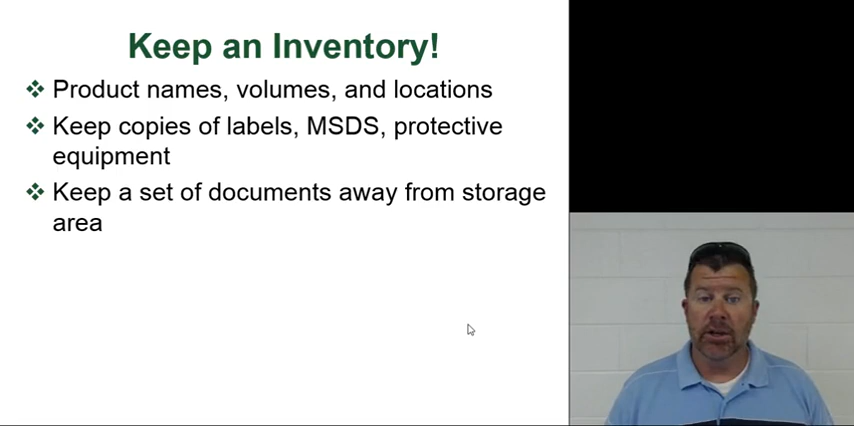 Keep an Inventory!
Product names, volumes, and locations
Keep copies of labels, MSDS, protective
equipment
Keep a set of documents away from storage
area